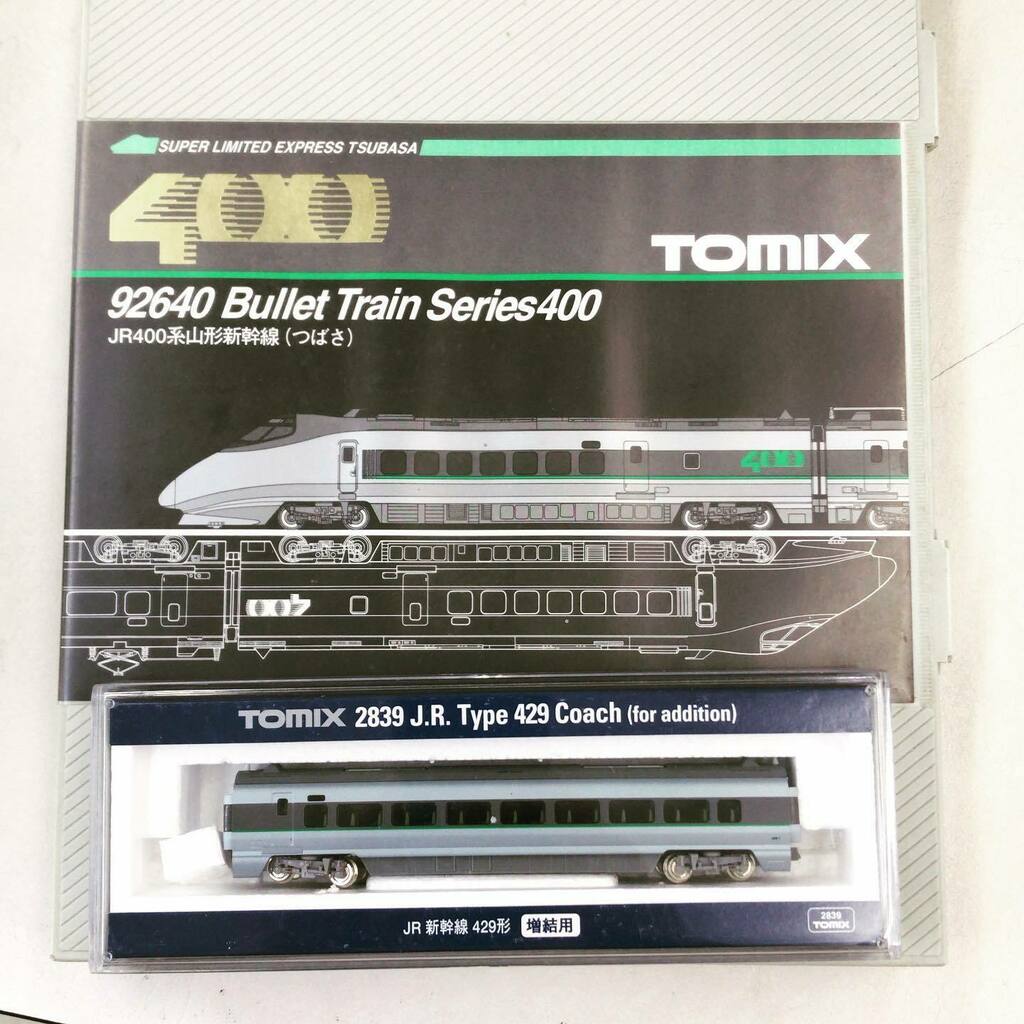 SUPER LIMITED EXPRESS TSUBASA
400
TOMIX
92640 Bullet Train Series400
JR400系山形新幹線(つばさ)
400
400
TOMIX 2839 J.R. Type 429 Coach (for addition)
JR 新幹線 429形 増結用
2839
TOMIX